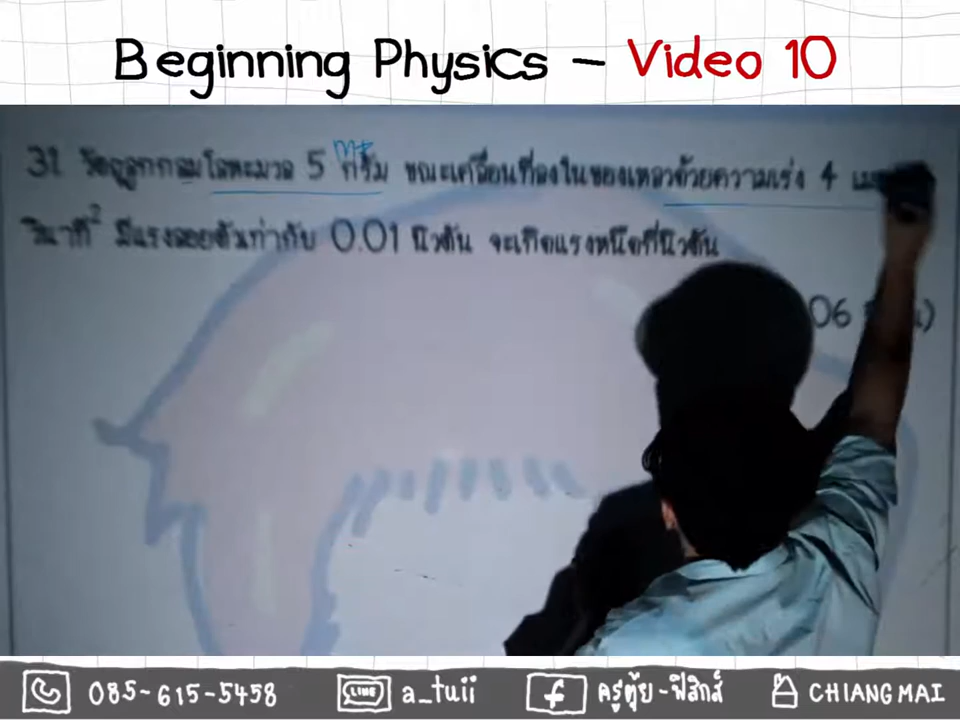 Beginning Physics – Video 10
31 วัตถุลูกกลมโลหะมวล 5 กรัม ขณะเคลื่อนที่ลงในของเหลวด้วยความเร่ง 4
วินาที² มีแรงลอยตัวเท่ากับ 0.01 นิวตัน จะเกิดแรงหนืดกี่นิวตัน
06
085-615-5458 LINE a_tuii f ครูตุ้ย-ฟิสิกส์ CHIANG MAI